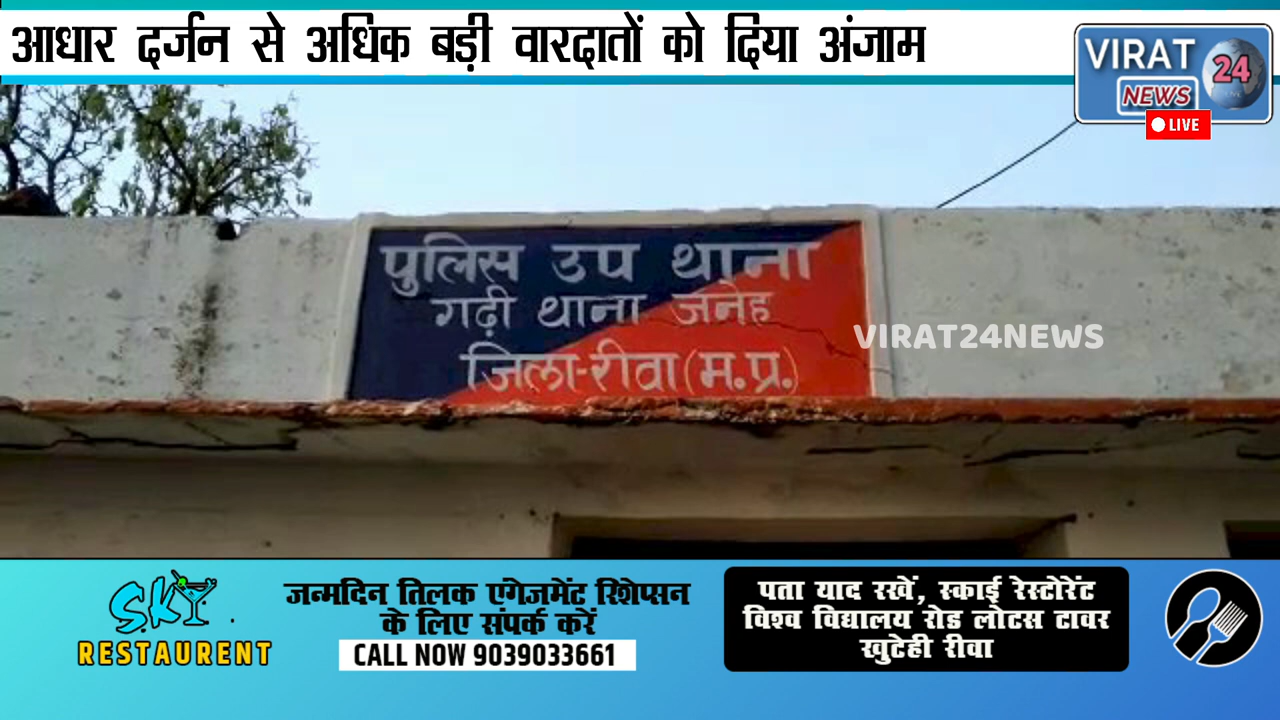 आधार दर्जन से अधिक बड़ी वारदातों को दिया अंजाम
VIRAT
24
NEWS
LIVE
पुलिस उप थाना
गढ़ी थाना जनेह
जिला-रीवा (म.प्र.)
VIRAT24NEWS
SKY
RESTAURENT
जन्मदिन तिलक एंगेजमेंट रिशेप्सन
के लिए संपर्क करें
CALL NOW 9039033661
पता याद रखें, स्काई रेस्टोरेंट
विश्व विद्यालय रोड लोटस टावर
खुटेही रीवा